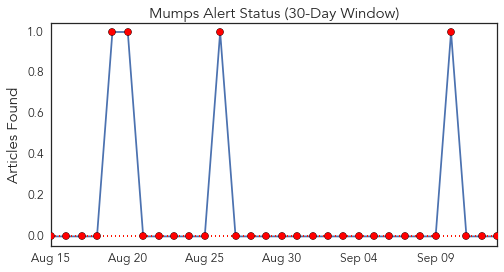 Mumps Alert Status (30-Day Window)
Articles Found
1.0
0.8
0.6
0.4
0.2
0.0
Aug 15 Aug 20 Aug 25 Aug 30 Sep 04 Sep 09